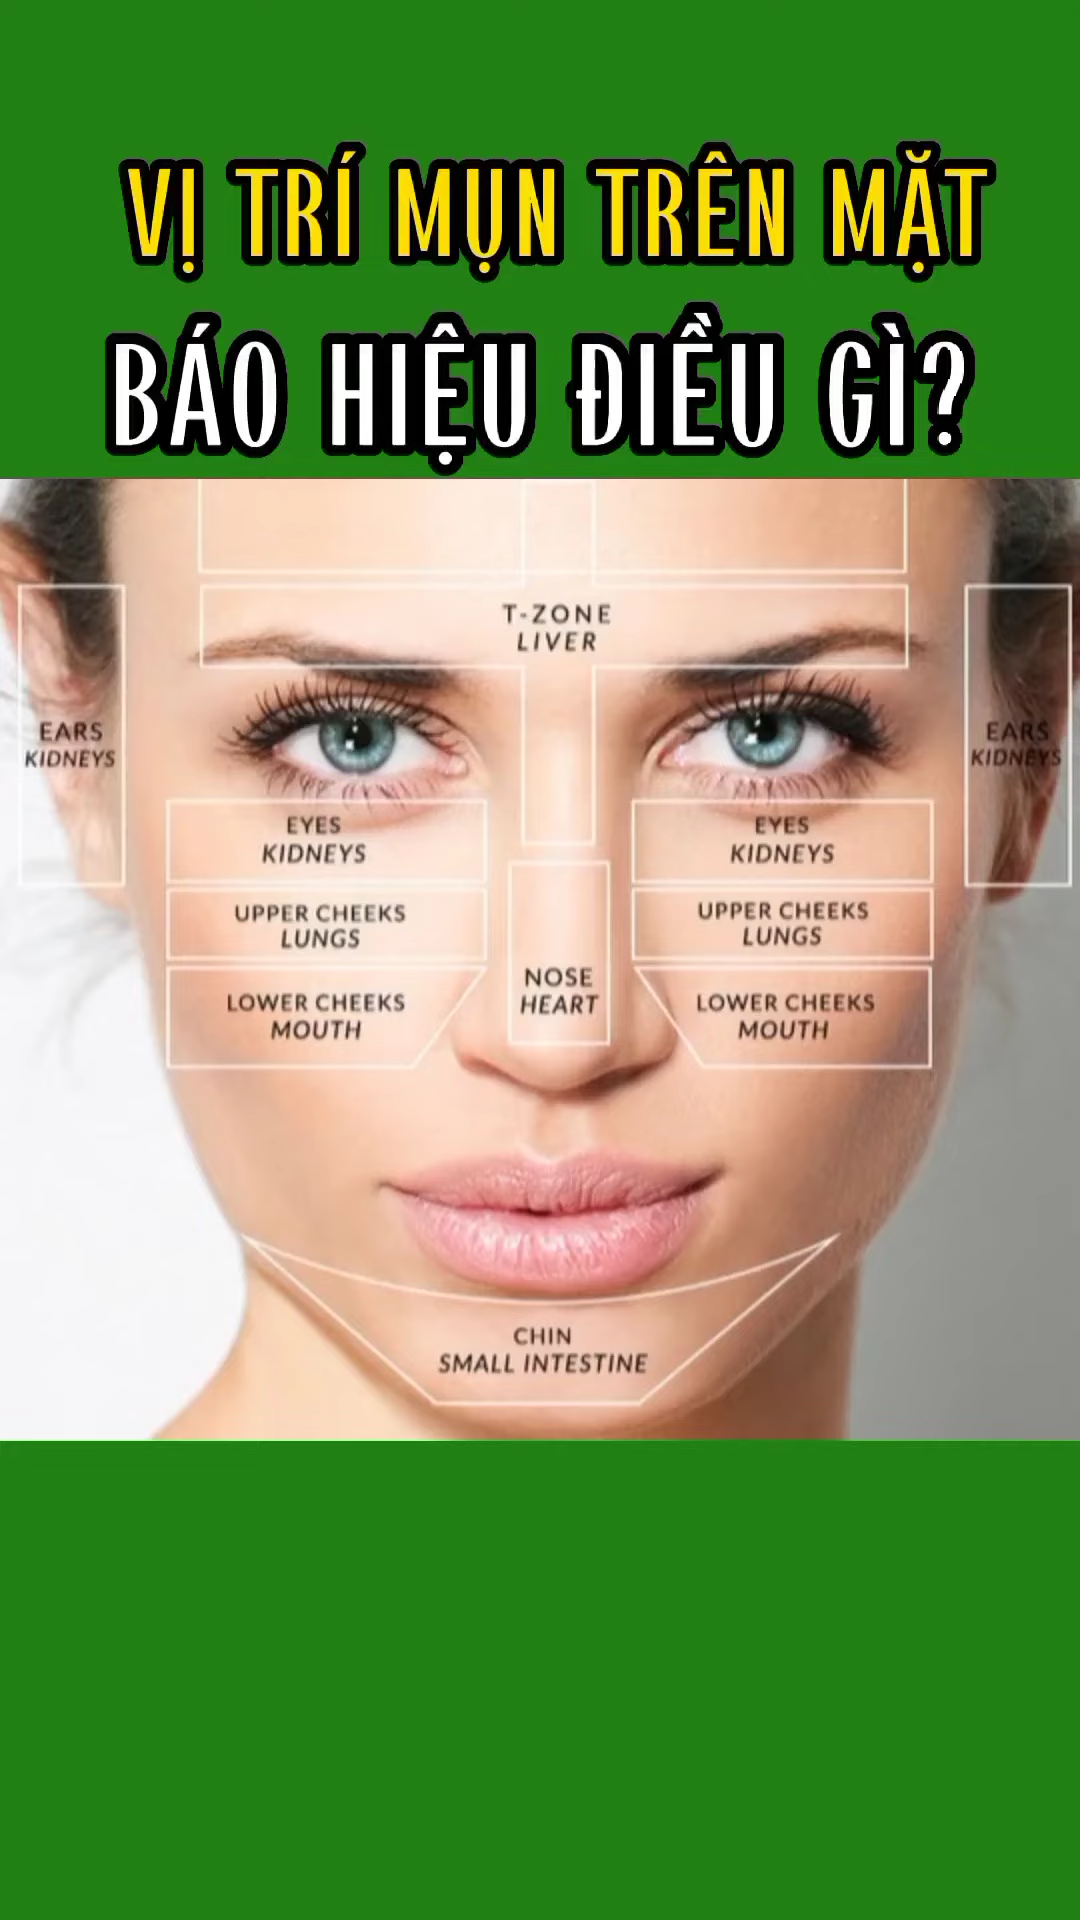 VỊ TRÍ MỤN TRÊN MẶT
BÁO HIỆU ĐIỀU GÌ?
T-ZONE
LIVER
EARS
KIDNEYS
EARS
KIDNEYS
EYES
KIDNEYS
EYES
KIDNEYS
UPPER CHEEKS
LUNGS
UPPER CHEEKS
LUNGS
NOSE
HEART
LOWER CHEEKS
MOUTH
LOWER CHEEKS
MOUTH
CHIN
SMALL INTESTINE